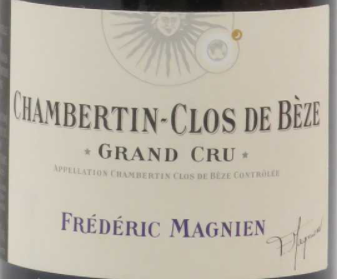 CHAMBERTIN-CLOS DE BÈZE
* GRAND CRU *
APPELLATION CHAMBERTIN CLOS DE BÈZE CONTRÔLÉE
FRÉDÉRIC MAGNIEN